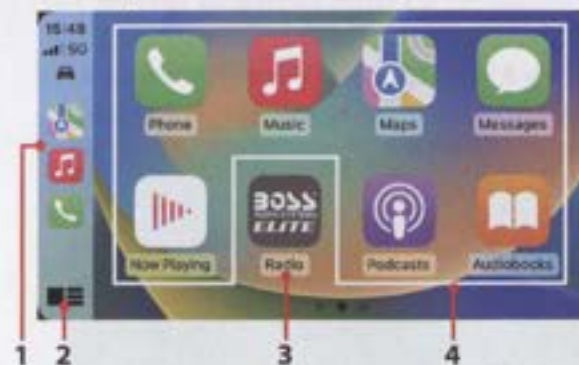 15:48
5G
Phone Music Maps Messages
BOSS
ELITE
Now Playing Radio Podcasts Audiobooks
1 2 3 4